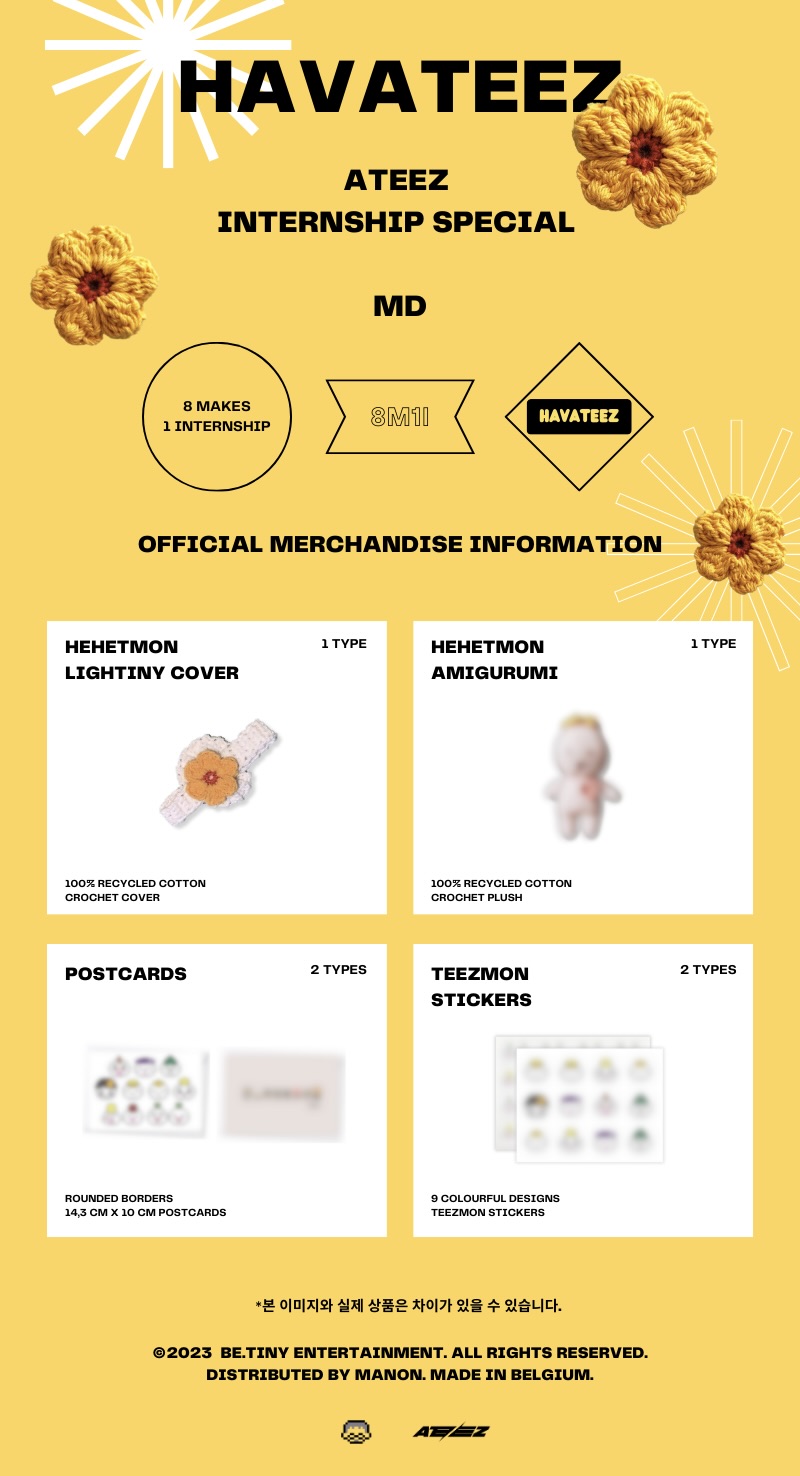 HAVATEEZ
ATEEZ
INTERNSHIP SPECIAL
MD
8 MAKES
1 INTERNSHIP
8M1I
HAVATEEZ
OFFICIAL MERCHANDISE INFORMATION
HEHETMON
LIGHTINY COVER
1 TYPE
100% RECYCLED COTTON
CROCHET COVER
HEHETMON
AMIGURUMI
1 TYPE
100% RECYCLED COTTON
CROCHET PLUSH
POSTCARDS
2 TYPES
ROUNDED BORDERS
14,3 CM X 10 CM POSTCARDS
TEEZMON
STICKERS
2 TYPES
9 COLOURFUL DESIGNS
TEEZMON STICKERS
*본 이미지와 실제 상품은 차이가 있을 수 있습니다.
©2023 BE.TINY ENTERTAINMENT. ALL RIGHTS RESERVED.
DISTRIBUTED BY MANON. MADE IN BELGIUM.
ATEEZ